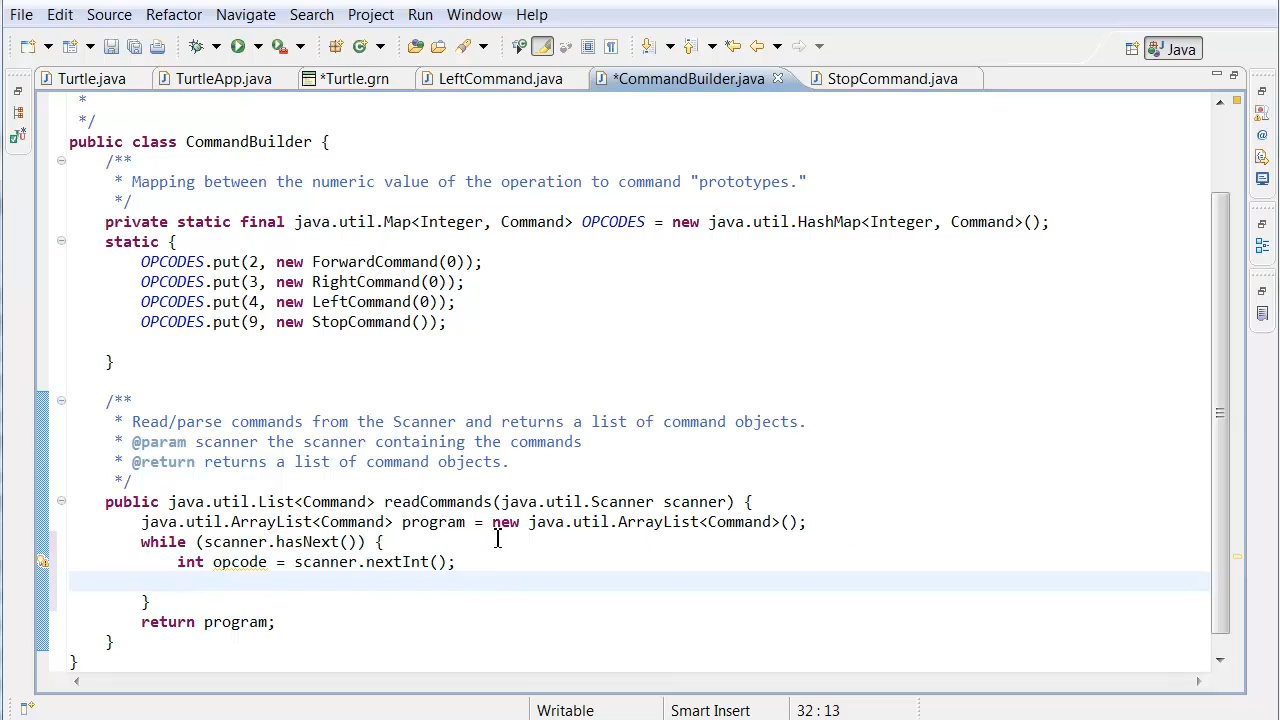 File Edit Source Refactor Navigate Search Project Run Window Help
Java
Turtle.java TurtleApp.java *Turtle.grn LeftCommand.java *CommandBuilder.java StopCommand.java
*
*/
public class CommandBuilder {
/**
* Mapping between the numeric value of the operation to command "prototypes."
*/
private static final java.util.Map<Integer, Command> OPCODES = new java.util.HashMap<Integer, Command>();
static {
OPCODES.put(2, new ForwardCommand(0));
OPCODES.put(3, new RightCommand(0));
OPCODES.put(4, new LeftCommand(0));
OPCODES.put(9, new StopCommand());
}
/**
* Read/parse commands from the Scanner and returns a list of command objects.
* @param scanner the scanner containing the commands
* @return returns a list of command objects.
*/
public java.util.List<Command> readCommands(java.util.Scanner scanner) {
java.util.ArrayList<Command> program = new java.util.ArrayList<Command>();
while (scanner.hasNext()) {
int opcode = scanner.nextInt();
}
return program;
}
}
Writable Smart Insert 32 : 13